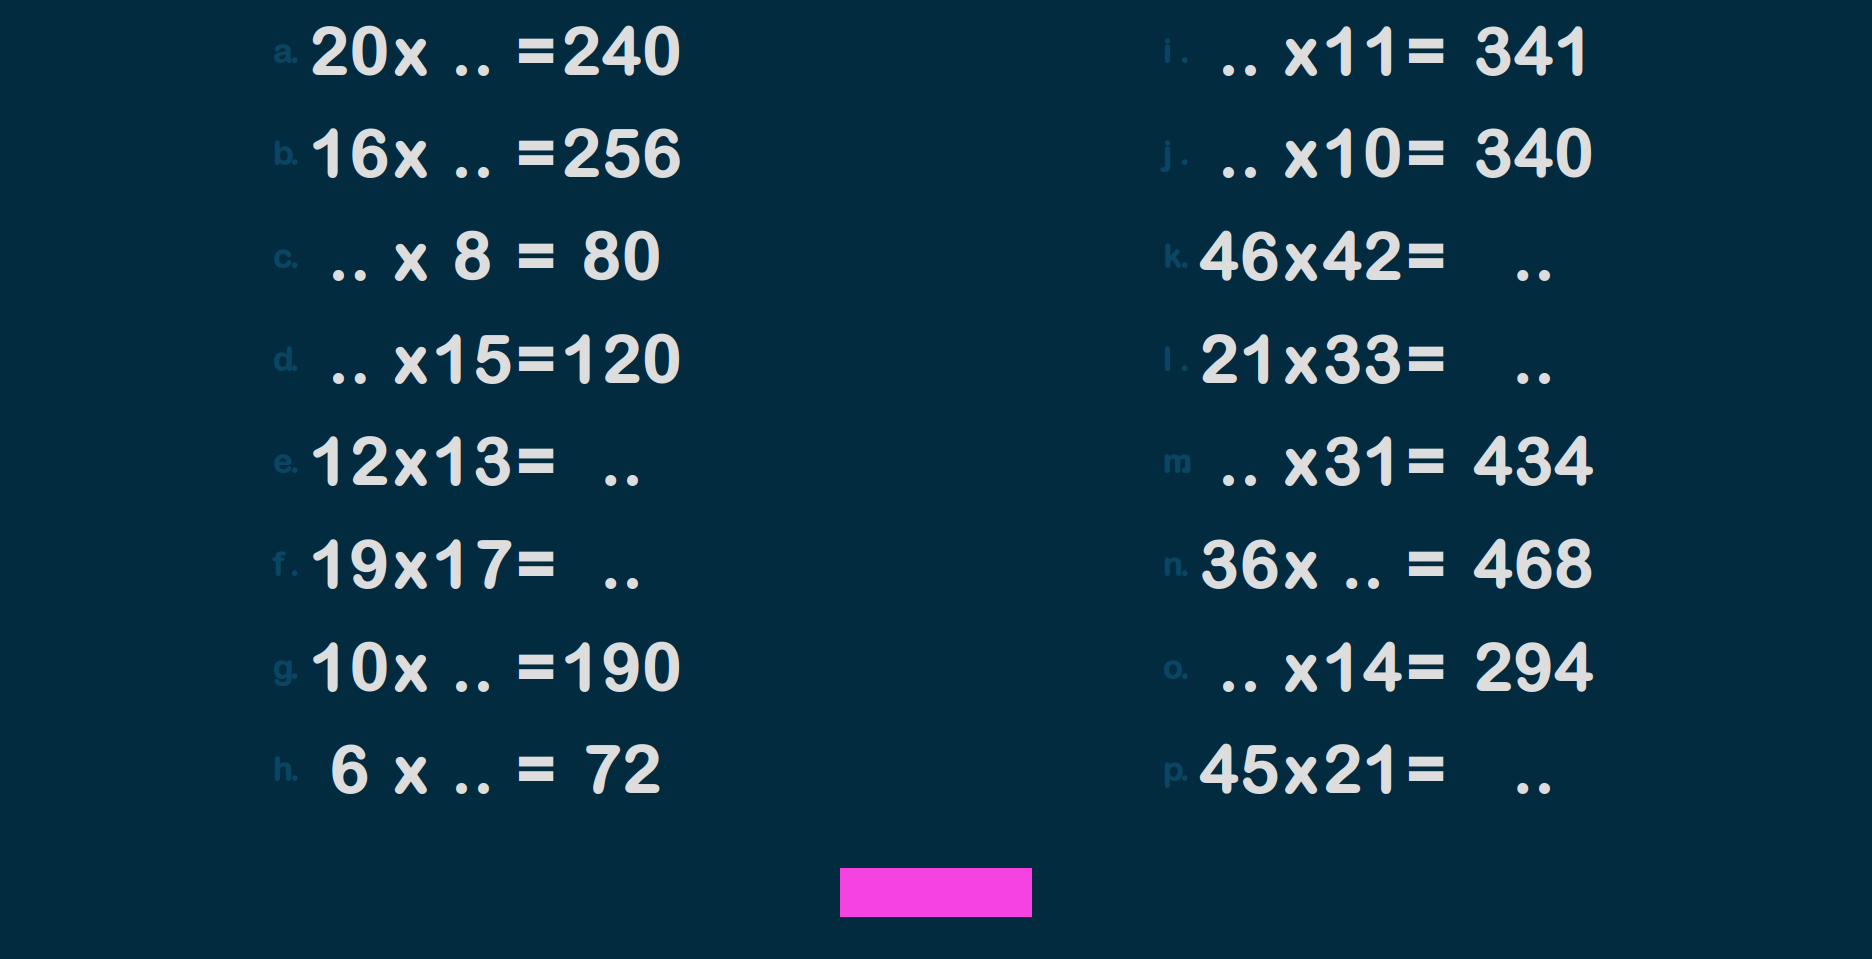 a. 20x .. =240
b. 16x .. =256
c. .. x 8 = 80
d. .. x15=120
e. 12x13= ..
f . 19x17= ..
g. 10x .. =190
h. 6 x .. = 72
i . .. x11= 341
j . .. x10= 340
k. 46x42= ..
l . 21x33= ..
m. .. x31= 434
n. 36x .. = 468
o. .. x14= 294
p. 45x21= ..